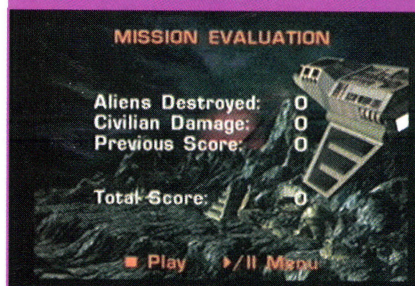 MISSION EVALUATION
Aliens Destroyed: 0
Civilian Damage: 0
Previous Score: 0
Total Score: 0
■ Play ▶/II Menu